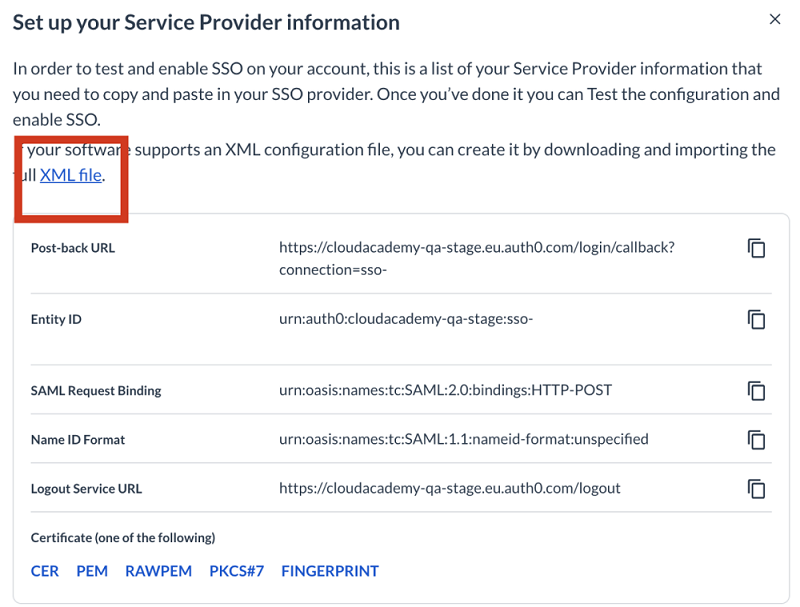 Set up your Service Provider information
In order to test and enable SSO on your account, this is a list of your Service Provider information that
you need to copy and paste in your SSO provider. Once you've done it you can Test the configuration and
enable SSO.
your software supports an XML configuration file, you can create it by downloading and importing the
XML file.
Post-back URL
https://cloudacademy-qa-stage.eu.auth0.com/login/callback?
connection=sso-
Entity ID
urn:auth0:cloudacademy-qa-stage:sso-
SAML Request Binding
urn:oasis:names:tc:SAML:2.0:bindings:HTTP-POST
Name ID Format
urn:oasis:names:tc:SAML:1.1:nameid-format:unspecified
Logout Service URL
https://cloudacademy-qa-stage.eu.auth0.com/logout
Certificate (one of the following)
CER PEM RAWPEM PKCS#7 FINGERPRINT